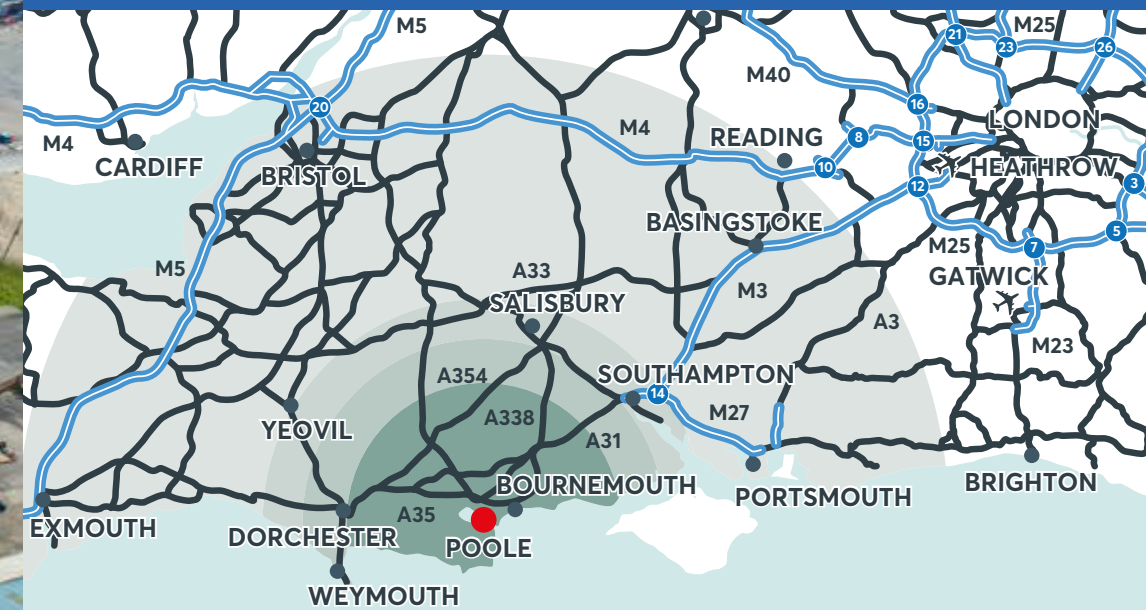 M5
M25
21
23
26
M40
16
20
M4
LONDON
M4
READING
8
15
CARDIFF
BRISTOL
10
HEATHROW
12
3
BASINGSTOKE
5
M25
7
M5
A33
GATWICK
M3
SALISBURY
A3
M23
A354
SOUTHAMPTON
14
A338
M27
YEOVIL
A31
BOURNEMOUTH
PORTSMOUTH
BRIGHTON
EXMOUTH
A35
DORCHESTER
POOLE
WEYMOUTH